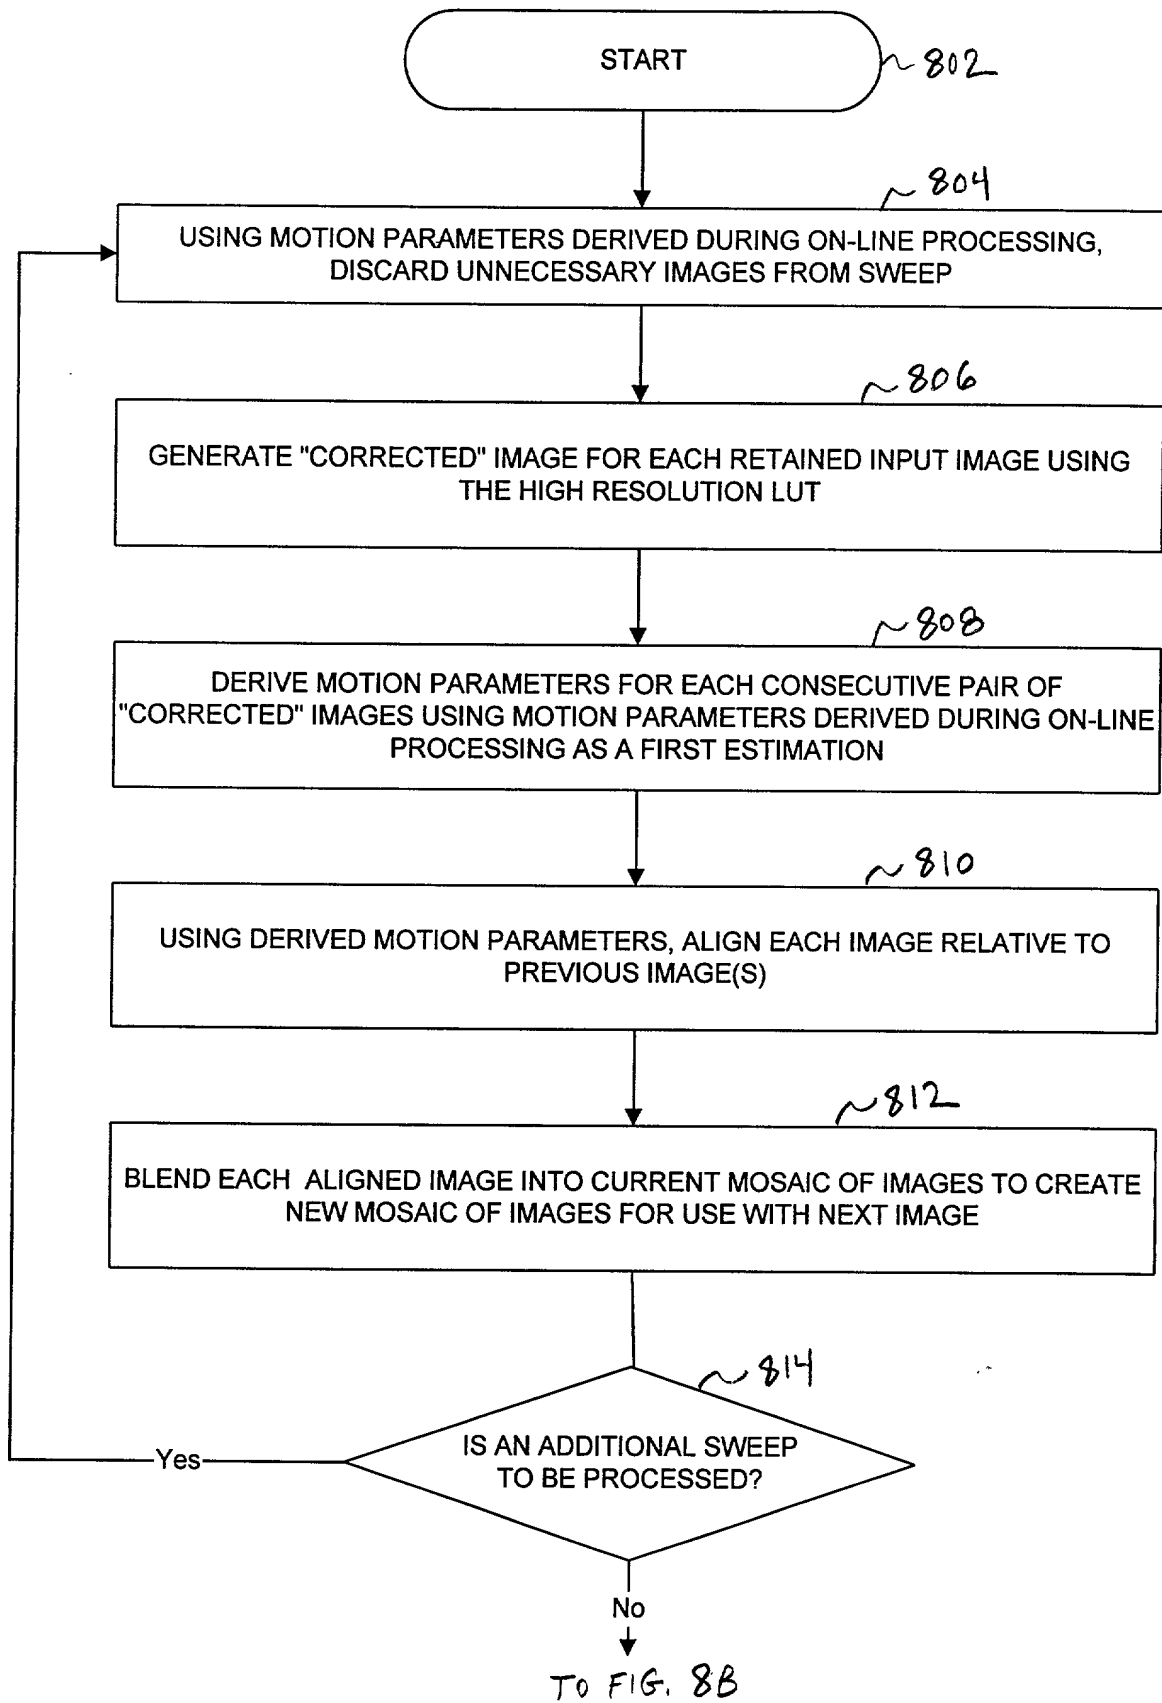 START
802
804
USING MOTION PARAMETERS DERIVED DURING ON-LINE PROCESSING,
DISCARD UNNECESSARY IMAGES FROM SWEEP
806
GENERATE "CORRECTED" IMAGE FOR EACH RETAINED INPUT IMAGE USING
THE HIGH RESOLUTION LUT
808
DERIVE MOTION PARAMETERS FOR EACH CONSECUTIVE PAIR OF
"CORRECTED" IMAGES USING MOTION PARAMETERS DERIVED DURING ON-LINE
PROCESSING AS A FIRST ESTIMATION
810
USING DERIVED MOTION PARAMETERS, ALIGN EACH IMAGE RELATIVE TO
PREVIOUS IMAGE(S)
812
BLEND EACH ALIGNED IMAGE INTO CURRENT MOSAIC OF IMAGES TO CREATE
NEW MOSAIC OF IMAGES FOR USE WITH NEXT IMAGE
814
IS AN ADDITIONAL SWEEP
TO BE PROCESSED?
Yes
No
TO FIG. 8B